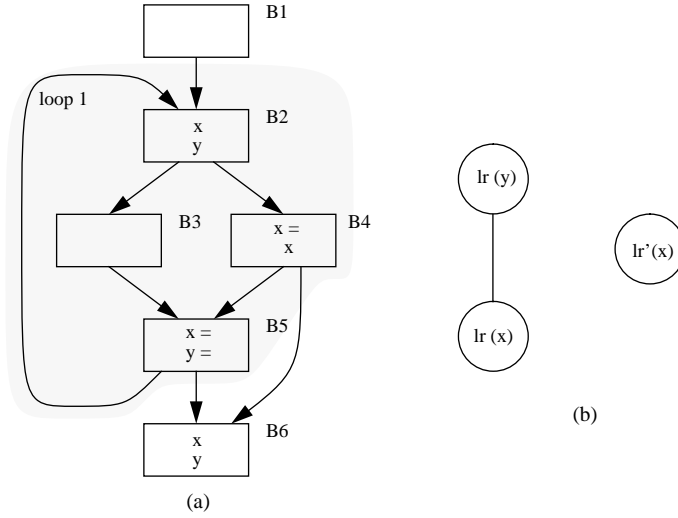 B1
loop 1
B2
x
y
B3
B4
x =
x
B5
x =
y =
B6
x
y
(a)
lr (y)
lr'(x)
lr (x)
(b)